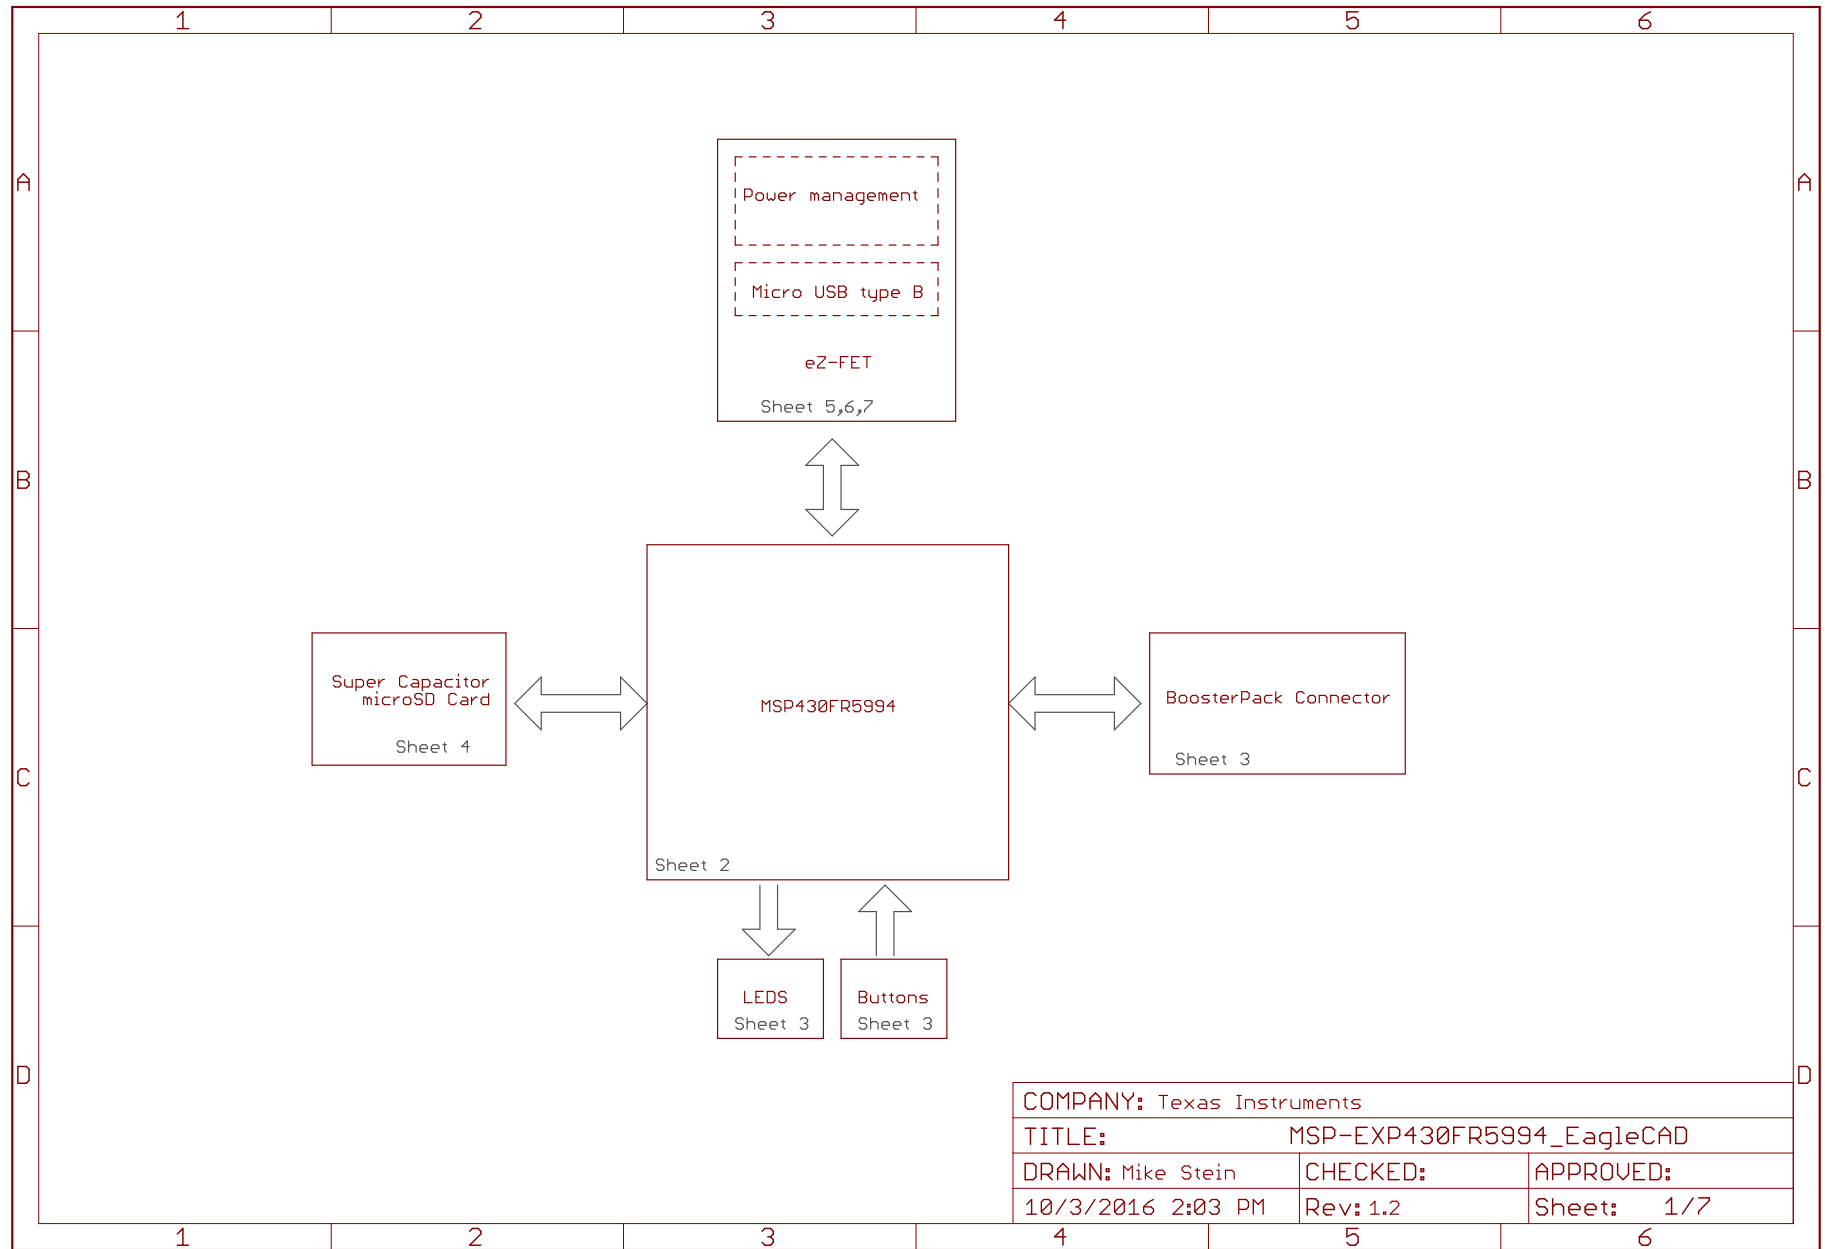 1 2 3 4 5 6
A A
Power management
Micro USB type B
eZ-FET
Sheet 5,6,7
B B
Super Capacitor
microSD Card
Sheet 4
MSP430FR5994
Sheet 2
BoosterPack Connector
Sheet 3
C C
LEDS
Sheet 3
Buttons
Sheet 3
D D
COMPANY: Texas Instruments
TITLE: MSP-EXP430FR5994_EagleCAD
DRAWN: Mike Stein CHECKED: APPROVED:
10/3/2016 2:03 PM Rev: 1.2 Sheet: 1/7
1 2 3 4 5 6